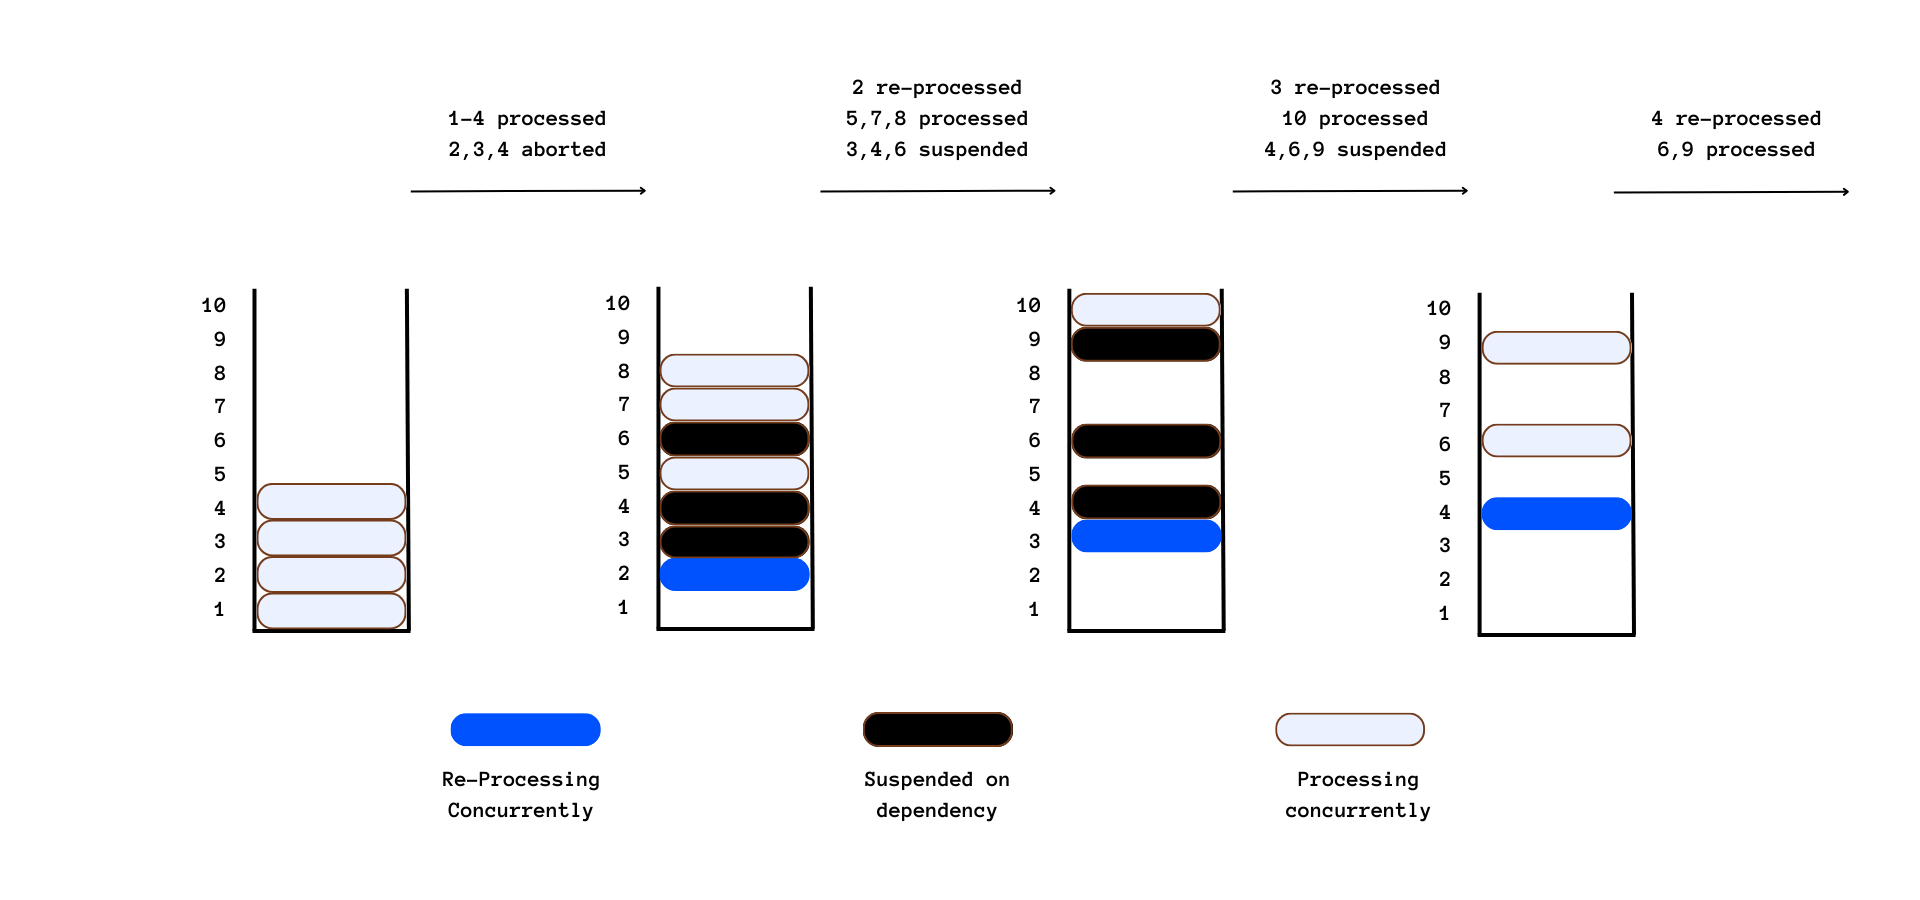 1-4 processed
2,3,4 aborted
2 re-processed
5,7,8 processed
3,4,6 suspended
3 re-processed
10 processed
4,6,9 suspended
4 re-processed
6,9 processed
10
9
8
7
6
5
4
3
2
1
10
9
8
7
6
5
4
3
2
1
10
9
8
7
6
5
4
3
2
1
10
9
8
7
6
5
4
3
2
1
Re-Processing
Concurrently
Suspended on
dependency
Processing
concurrently